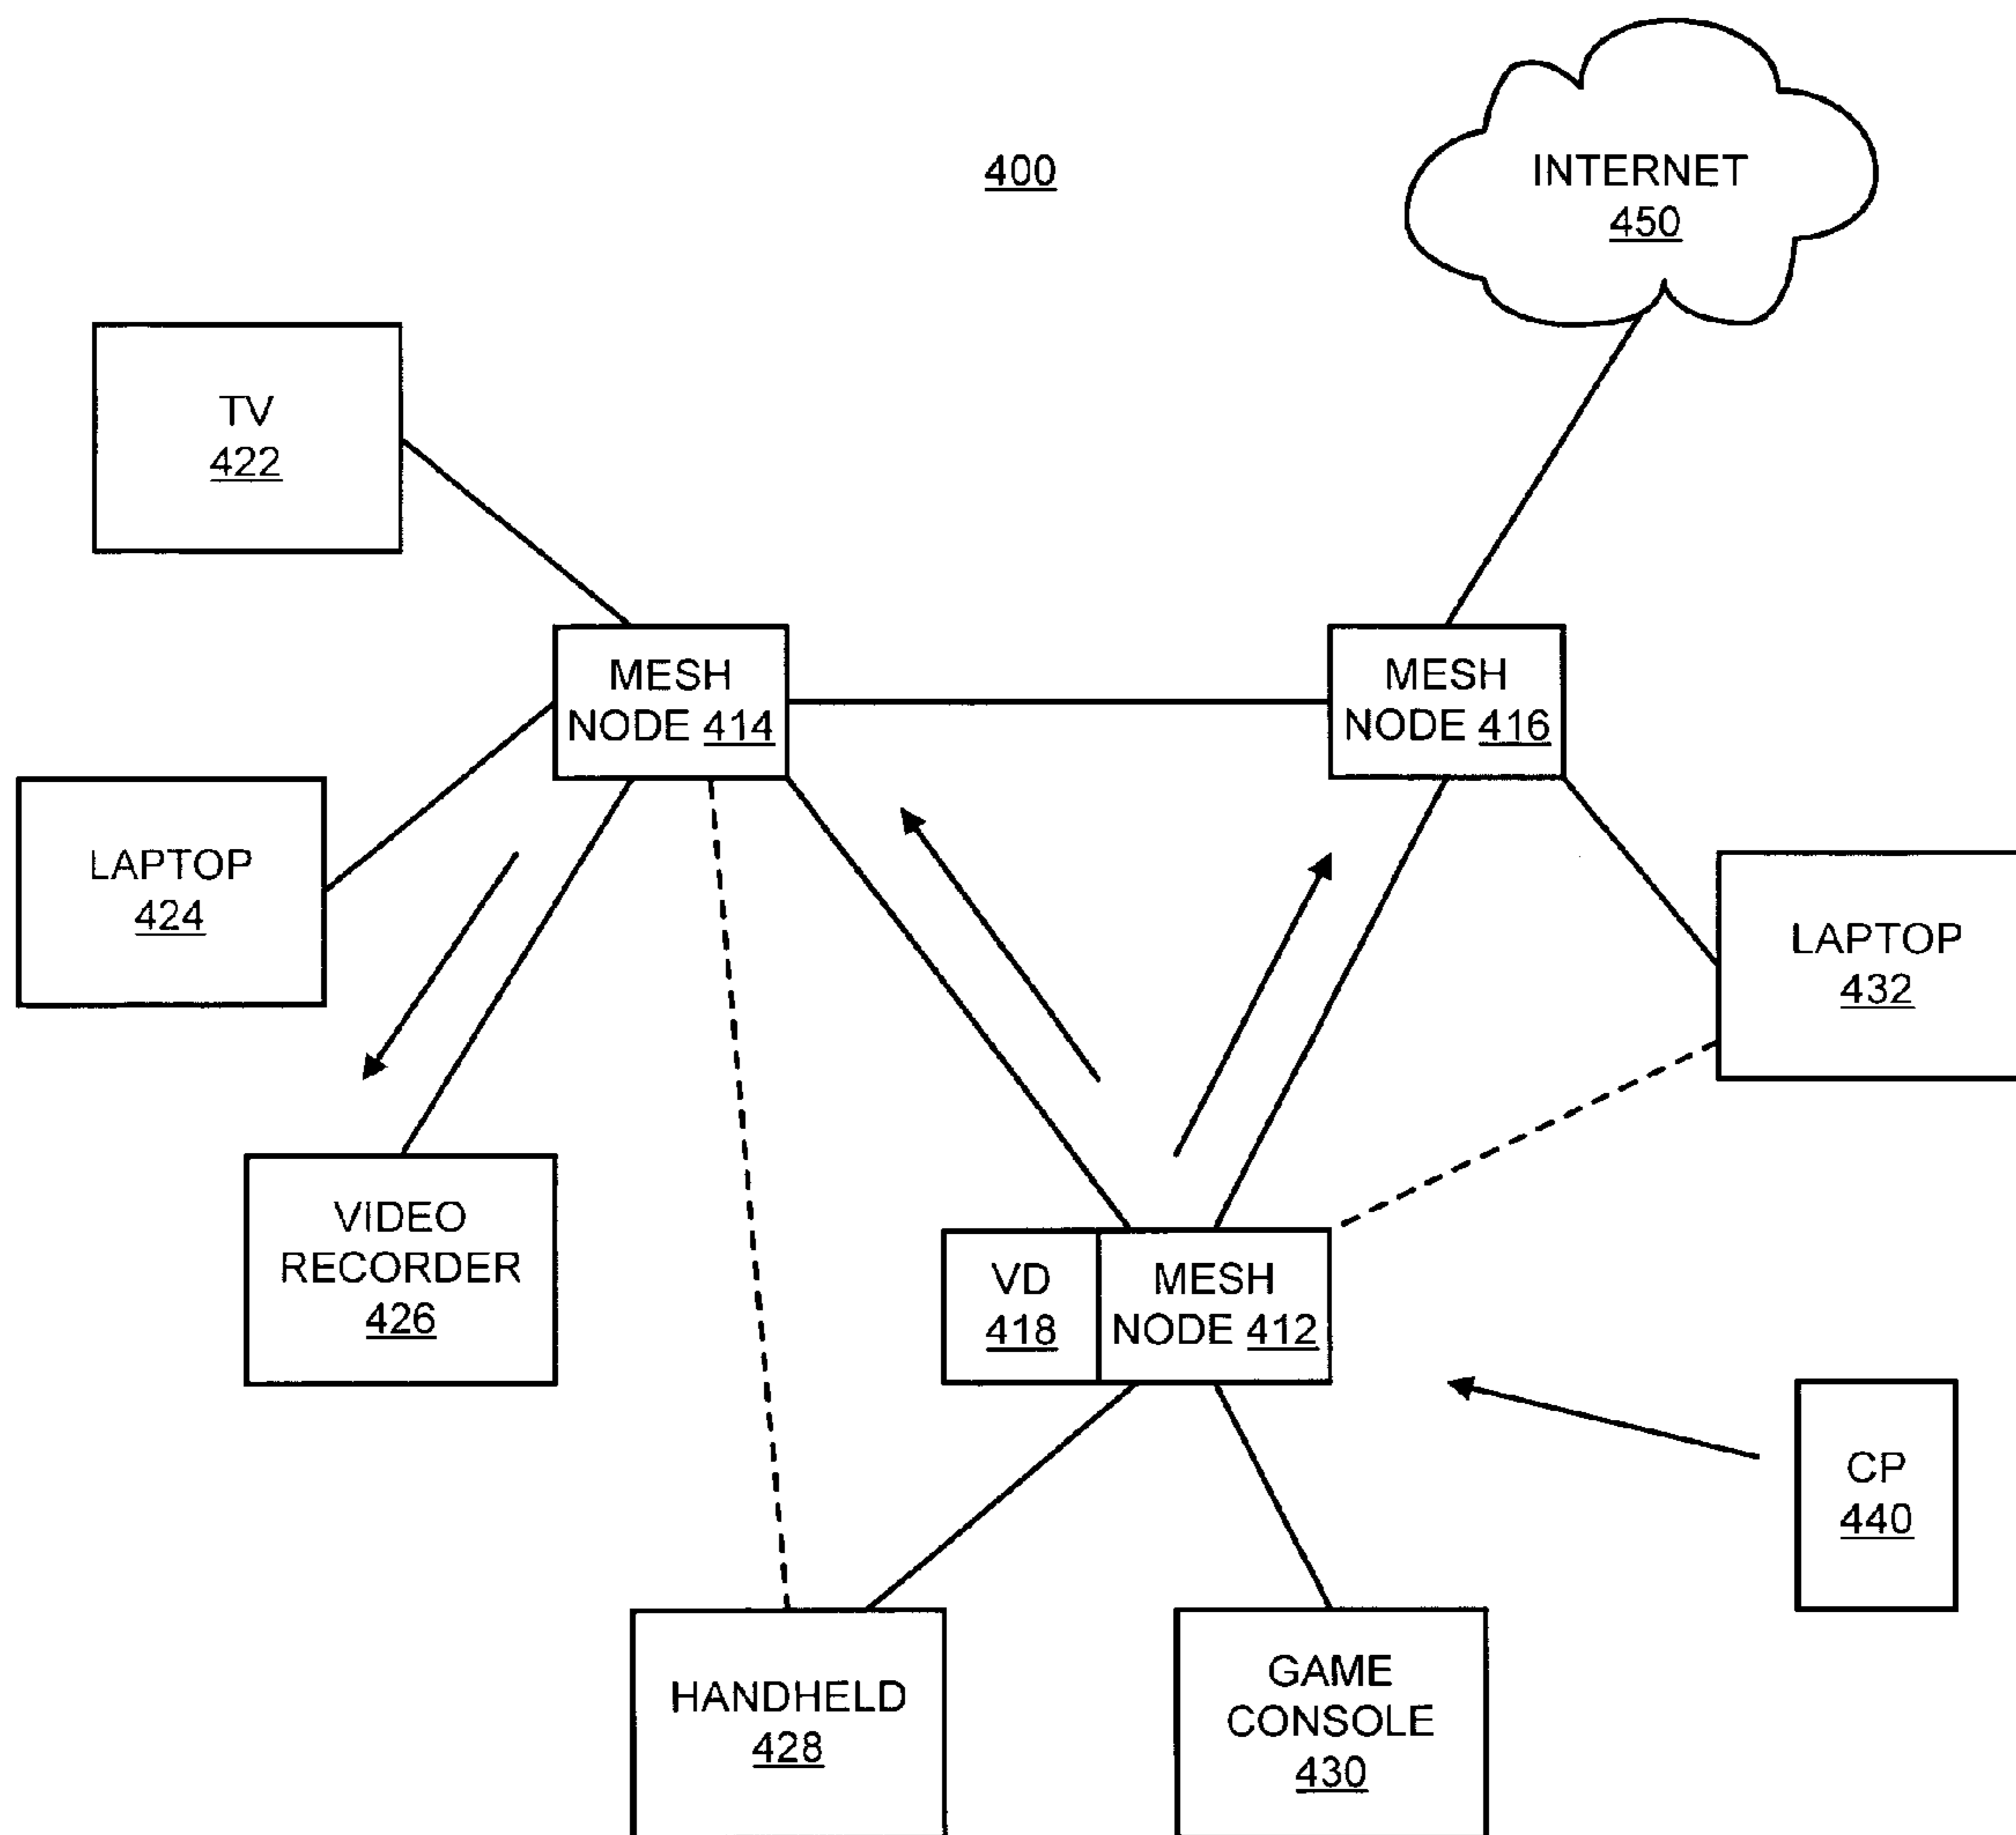 400
INTERNET
450
TV
422
MESH
NODE 414
MESH
NODE 416
LAPTOP
424
LAPTOP
432
VIDEO
RECORDER
426
VD
418
MESH
NODE 412
CP
440
HANDHELD
428
GAME
CONSOLE
430